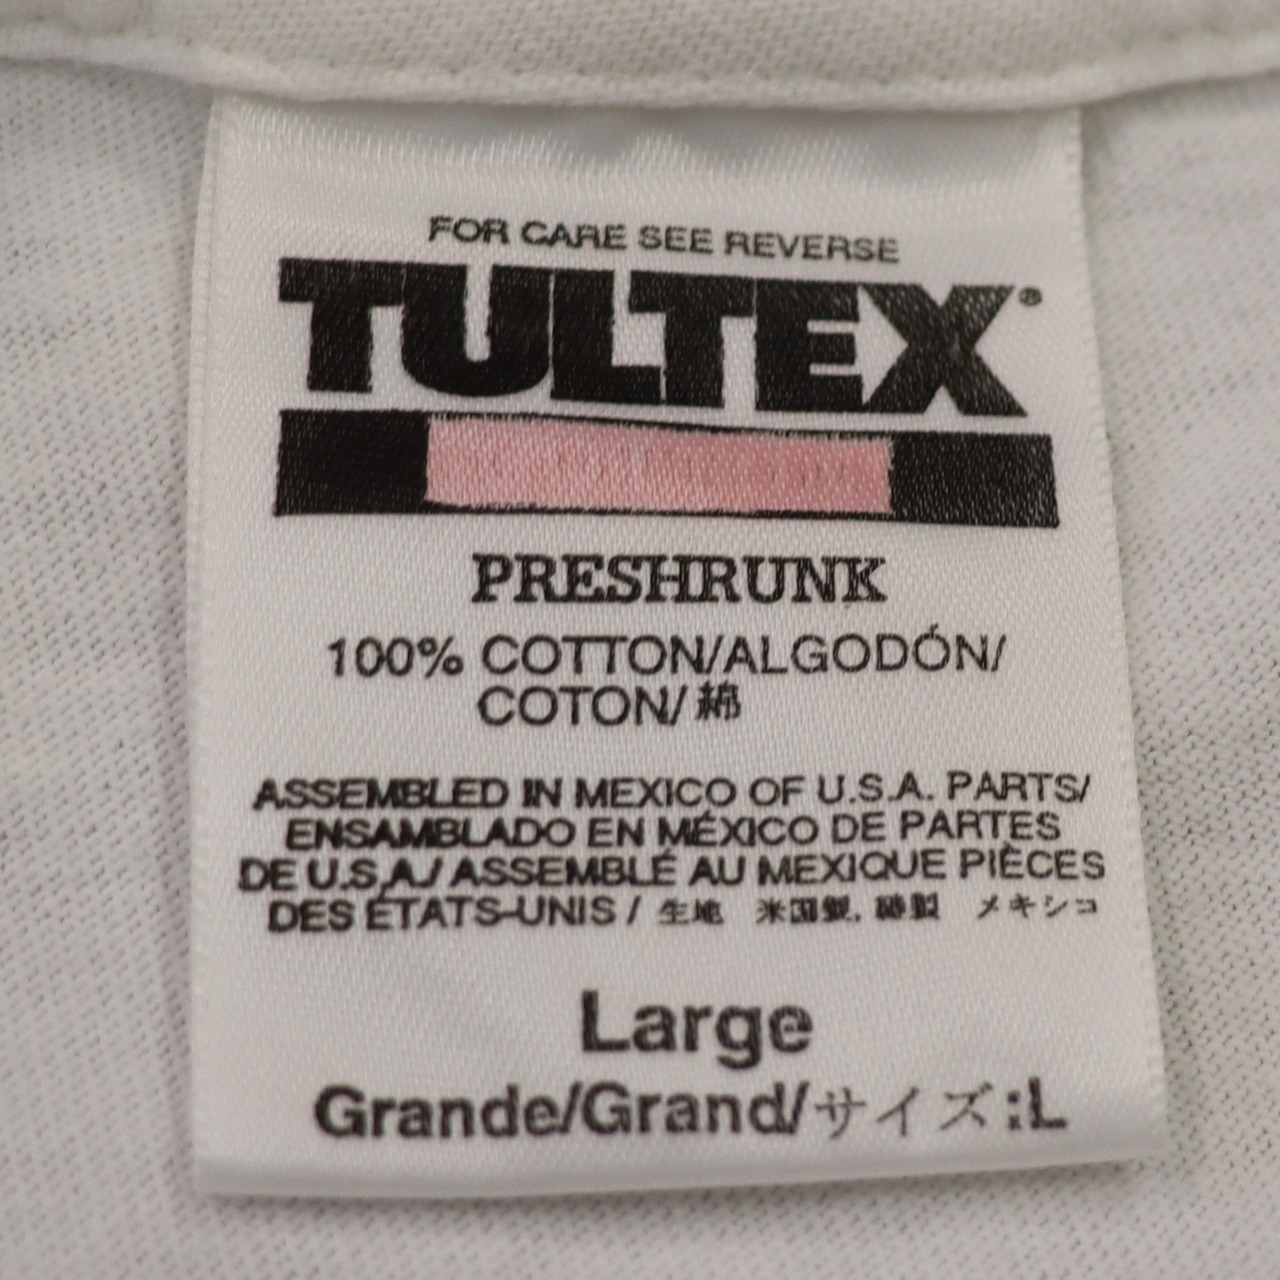 FOR CARE SEE REVERSE
TULTEX®
PRESHRUNK
100% COTTON/ALGODÓN/
COTON/綿
ASSEMBLED IN MEXICO OF U.S.A. PARTS/
ENSAMBLADO EN MÉXICO DE PARTES
DE U.S.A./ ASSEMBLÉ AU MEXIQUE PIÈCES
DES ÉTATS-UNIS / 生地 米国製, 縫製 メキシコ
Large
Grande/Grand/サイズ:L